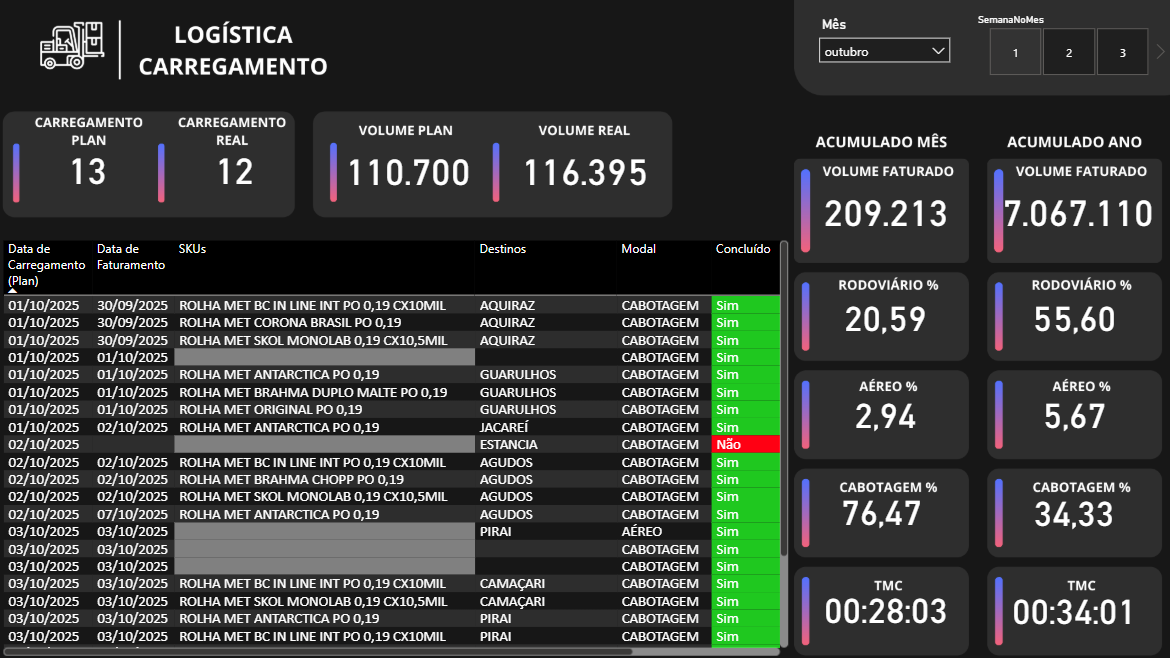 LOGÍSTICA
CARREGAMENTO
Mês
outubro
SemanaNoMes
1 2 3
CARREGAMENTO
PLAN
13
CARREGAMENTO
REAL
12
VOLUME PLAN
110.700
VOLUME REAL
116.395
ACUMULADO MÊS
VOLUME FATURADO
209.213
RODOVIÁRIO %
20,59
AÉREO %
2,94
CABOTAGEM %
76,47
TMC
00:28:03
ACUMULADO ANO
VOLUME FATURADO
7.067.110
RODOVIÁRIO %
55,60
AÉREO %
5,67
CABOTAGEM %
34,33
TMC
00:34:01
Data de Carregamento (Plan) Data de Faturamento SKUs Destinos Modal Concluído
01/10/2025 30/09/2025 ROLHA MET BC IN LINE INT PO 0,19 CX10MIL AQUIRAZ CABOTAGEM Sim
01/10/2025 30/09/2025 ROLHA MET CORONA BRASIL PO 0,19 AQUIRAZ CABOTAGEM Sim
01/10/2025 30/09/2025 ROLHA MET SKOL MONOLAB 0,19 CX10,5MIL AQUIRAZ CABOTAGEM Sim
01/10/2025 01/10/2025 CABOTAGEM Sim
01/10/2025 01/10/2025 ROLHA MET ANTARCTICA PO 0,19 GUARULHOS CABOTAGEM Sim
01/10/2025 01/10/2025 ROLHA MET BRAHMA DUPLO MALTE PO 0,19 GUARULHOS CABOTAGEM Sim
01/10/2025 01/10/2025 ROLHA MET ORIGINAL PO 0,19 GUARULHOS CABOTAGEM Sim
01/10/2025 02/10/2025 ROLHA MET ANTARCTICA PO 0,19 JACAREÍ CABOTAGEM Sim
02/10/2025 ESTANCIA CABOTAGEM Não
02/10/2025 02/10/2025 ROLHA MET BC IN LINE INT PO 0,19 CX10MIL AGUDOS CABOTAGEM Sim
02/10/2025 02/10/2025 ROLHA MET BRAHMA CHOPP PO 0,19 AGUDOS CABOTAGEM Sim
02/10/2025 02/10/2025 ROLHA MET SKOL MONOLAB 0,19 CX10,5MIL AGUDOS CABOTAGEM Sim
02/10/2025 07/10/2025 ROLHA MET ANTARCTICA PO 0,19 AGUDOS CABOTAGEM Sim
03/10/2025 03/10/2025 PIRAI AÉREO Sim
03/10/2025 03/10/2025 CABOTAGEM Sim
03/10/2025 03/10/2025 CABOTAGEM Sim
03/10/2025 03/10/2025 ROLHA MET BC IN LINE INT PO 0,19 CX10MIL CAMAÇARI CABOTAGEM Sim
03/10/2025 03/10/2025 ROLHA MET SKOL MONOLAB 0,19 CX10,5MIL CAMAÇARI CABOTAGEM Sim
03/10/2025 03/10/2025 ROLHA MET ANTARCTICA PO 0,19 PIRAI CABOTAGEM Sim
03/10/2025 03/10/2025 ROLHA MET BC IN LINE INT PO 0,19 CX10MIL PIRAI CABOTAGEM Sim